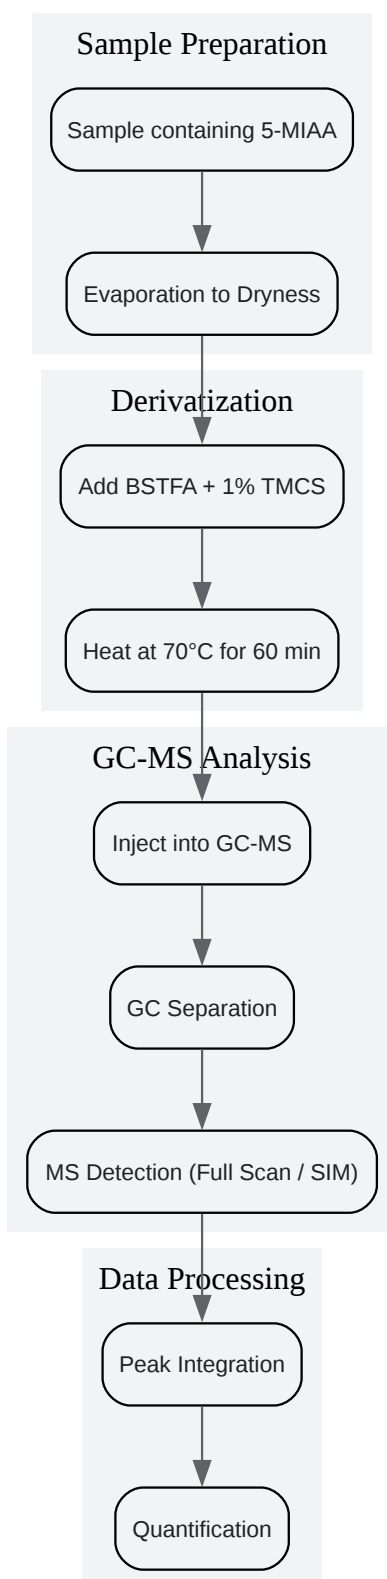 Sample Preparation
Sample containing 5-MIAA
Evaporation to Dryness
Derivatization
Add BSTFA + 1% TMCS
Heat at 70°C for 60 min
GC-MS Analysis
Inject into GC-MS
GC Separation
MS Detection (Full Scan / SIM)
Data Processing
Peak Integration
Quantification